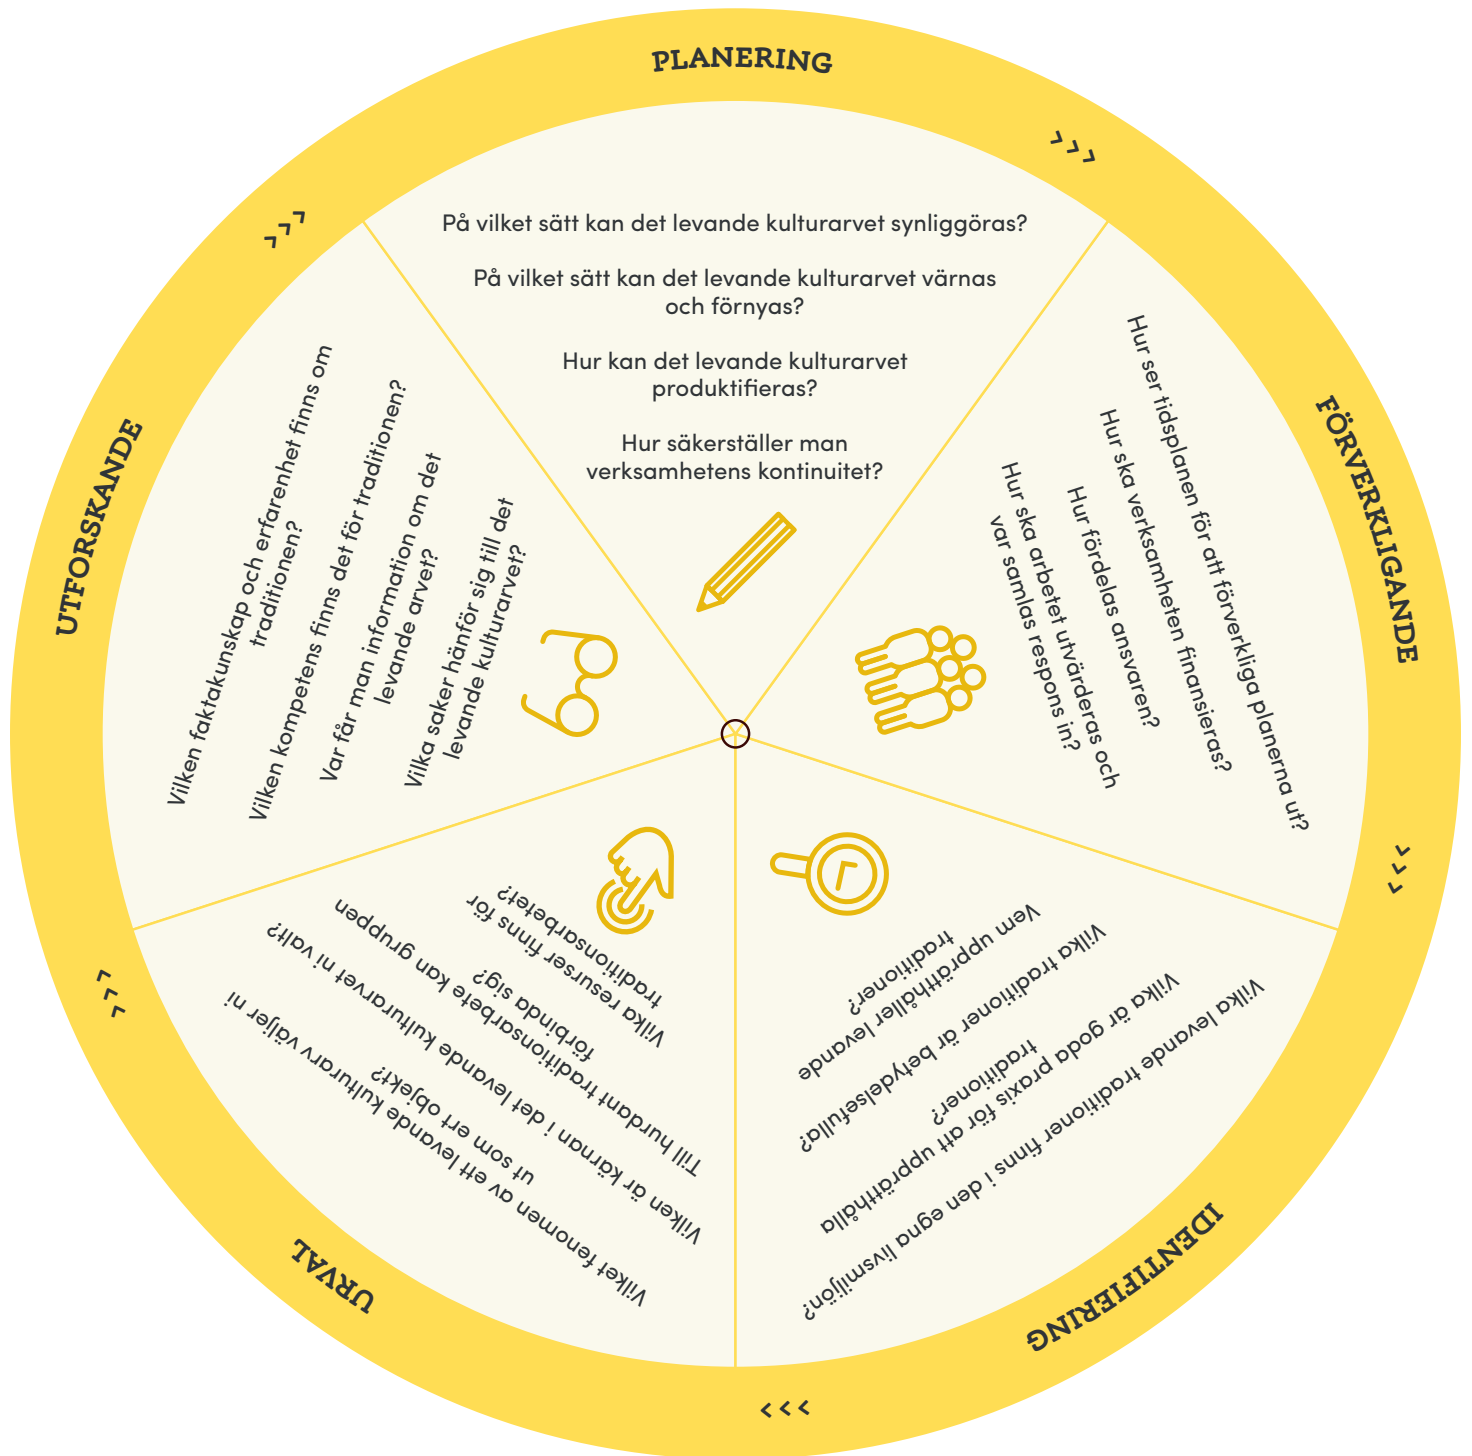 PLANERING
På vilket sätt kan det levande kulturarvet synliggöras?
På vilket sätt kan det levande kulturarvet värnas
och förnyas?
Hur kan det levande kulturarvet
produktifieras?
Hur säkerställer man
verksamhetens kontinuitet?
FÖRVERKLIGANDE
Hur ser tidsplanen för att förverkliga planerna ut?
Hur ska verksamheten finansieras?
Hur fördelas ansvaren?
Hur ska arbetet utvärderas och
var samlas respons in?
IDENTIFIERING
Vilka levande traditioner finns i den egna livsmiljön?
Vilka är goda praxis för att upprätthålla
traditioner?
Vilka traditioner är betydelsefulla?
Vem upprätthåller levande
traditioner?
URVAL
Vilket fenomen av ett levande kulturarv väljer ni
ut som ert objekt?
Vilken är kärnan i det levande kulturarvet ni valt?
Till hurdant traditionsarbete kan gruppen
förbinda sig?
Vilka resurser finns för
traditionsarbetet?
UTFORSKANDE
Vilken faktakunskap och erfarenhet finns om
traditionen?
Vilken kompetens finns det för traditionen?
Var får man information om det
levande arvet?
Vilka saker hänför sig till det
levande kulturarvet?